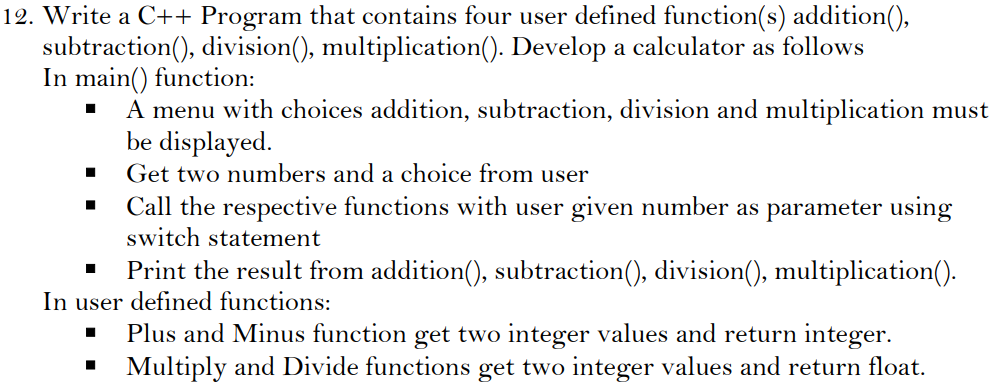 12. Write a C++ Program that contains four user defined function(s) addition(),
subtraction(), division(), multiplication(). Develop a calculator as follows
In main() function:
▪ A menu with choices addition, subtraction, division and multiplication must
be displayed.
▪ Get two numbers and a choice from user
▪ Call the respective functions with user given number as parameter using
switch statement
▪ Print the result from addition(), subtraction(), division(), multiplication().
In user defined functions:
▪ Plus and Minus function get two integer values and return integer.
▪ Multiply and Divide functions get two integer values and return float.